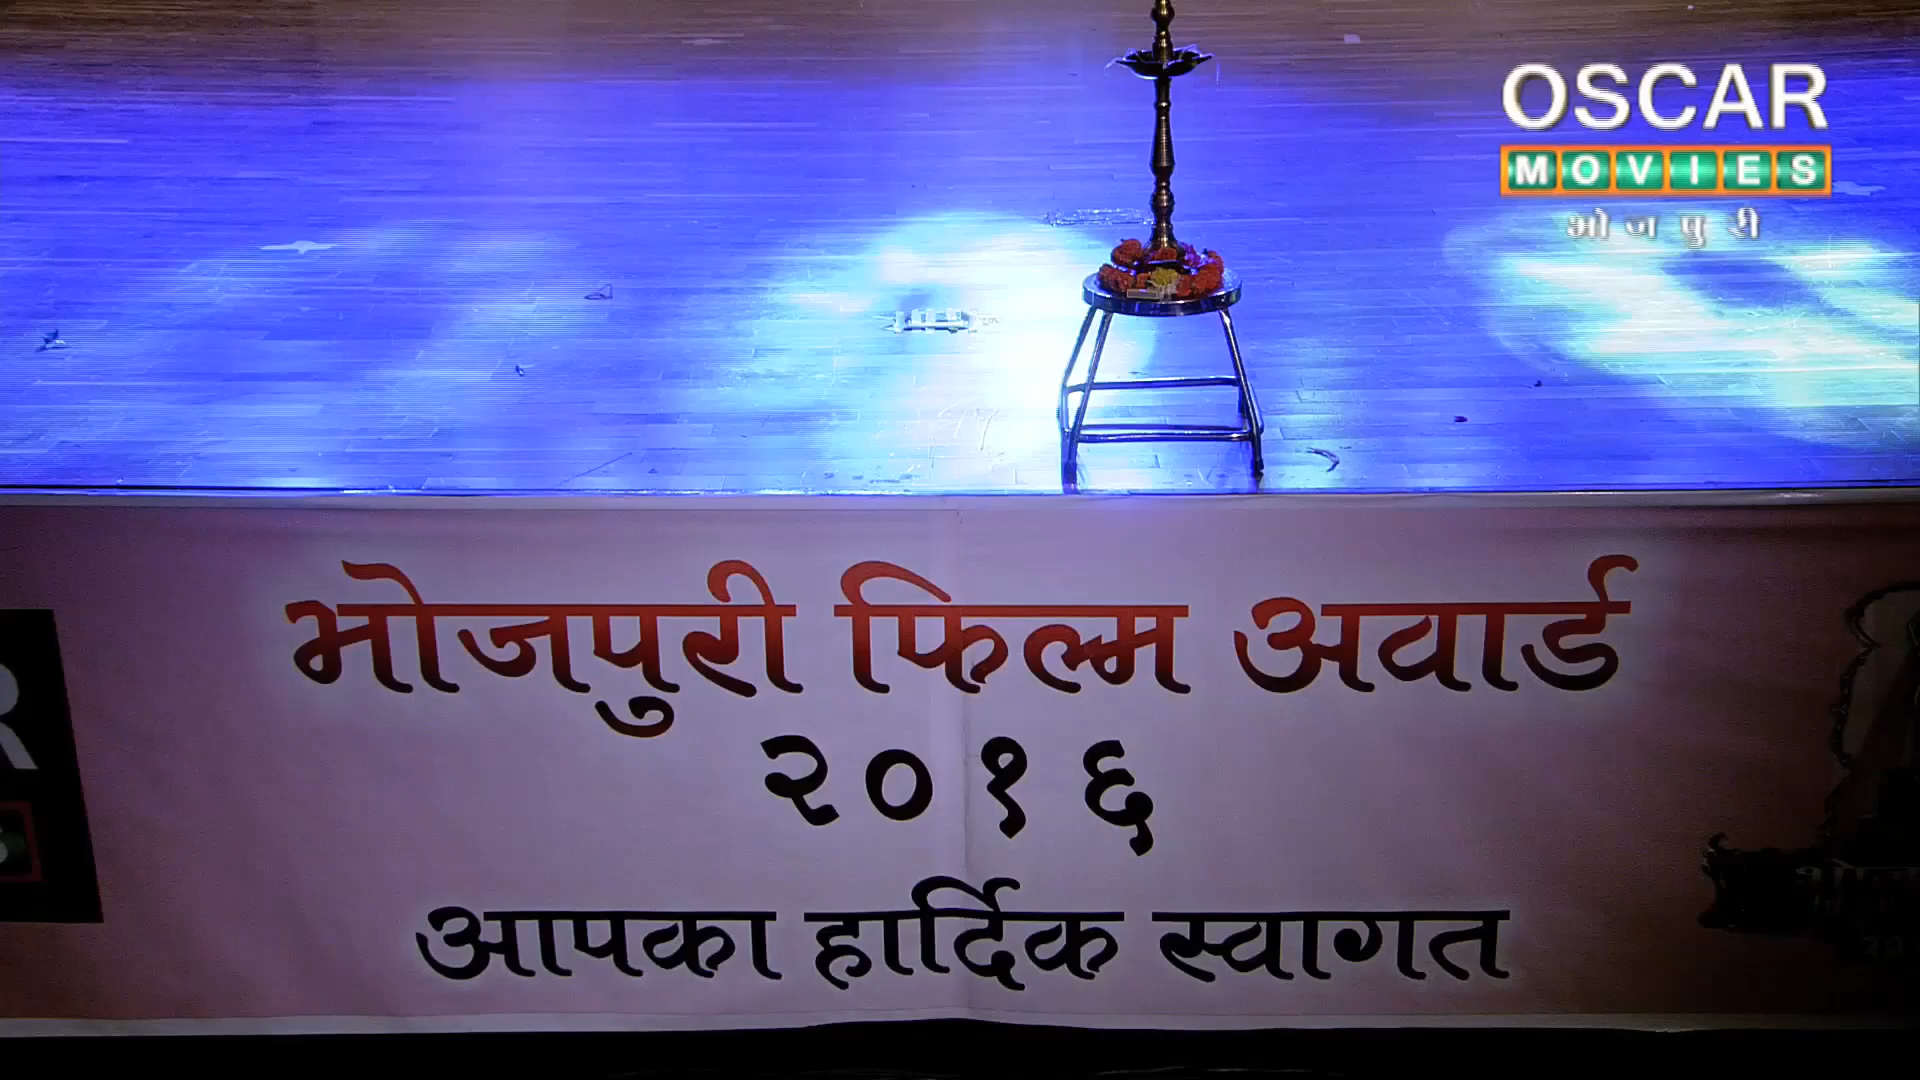 OSCAR
MOVIES
भोजपुरी
भोजपुरी फिल्म अवार्ड
२०१६
आपका हार्दिक स्वागत
R